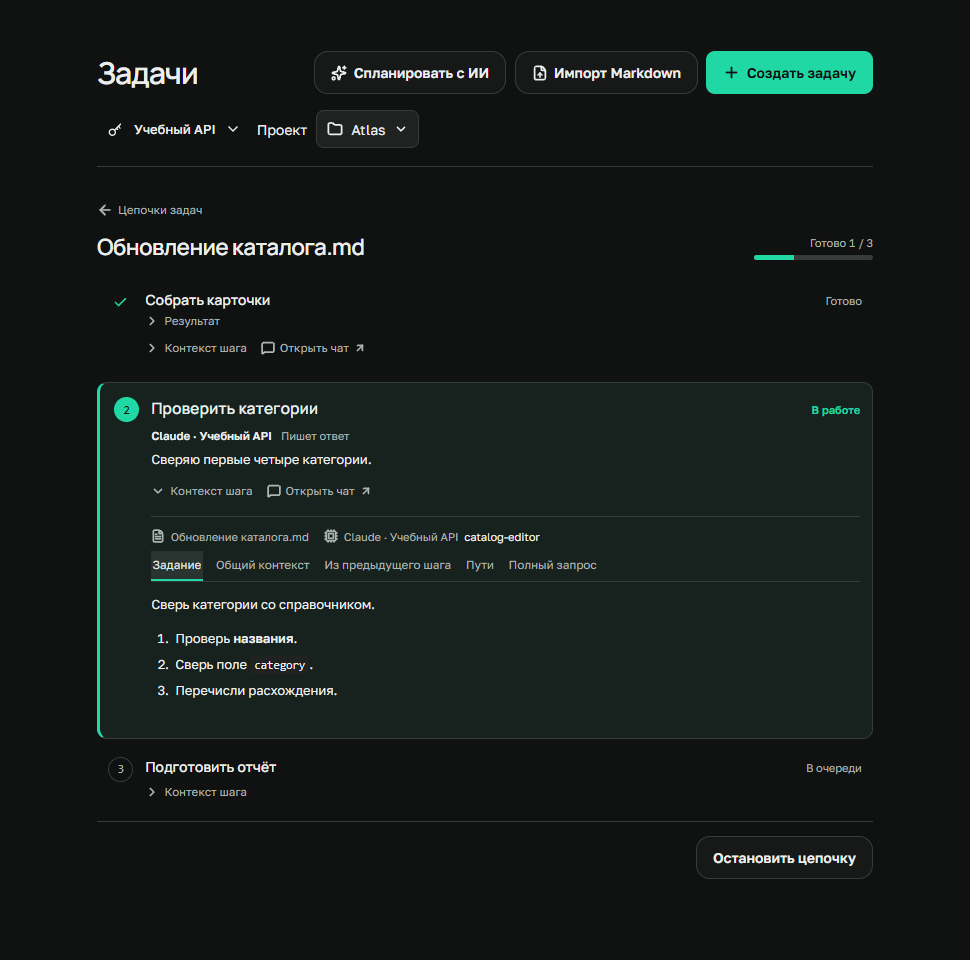 Задачи
Спланировать с ИИ
Импорт Markdown
Создать задачу
Учебный API
Проект
Atlas
Цепочки задач
Обновление каталога.md
Готово 1 / 3
Собрать карточки
Готово
Результат
Контекст шага
Открыть чат
2
Проверить категории
В работе
Claude · Учебный API Пишет ответ
Сверяю первые четыре категории.
Контекст шага
Открыть чат
Обновление каталога.md
Claude · Учебный API catalog-editor
Задание
Общий контекст
Из предыдущего шага
Пути
Полный запрос
Сверь категории со справочником.
1. Проверь названия.
2. Сверь поле category .
3. Перечисли расхождения.
3
Подготовить отчёт
В очереди
Контекст шага
Остановить цепочку